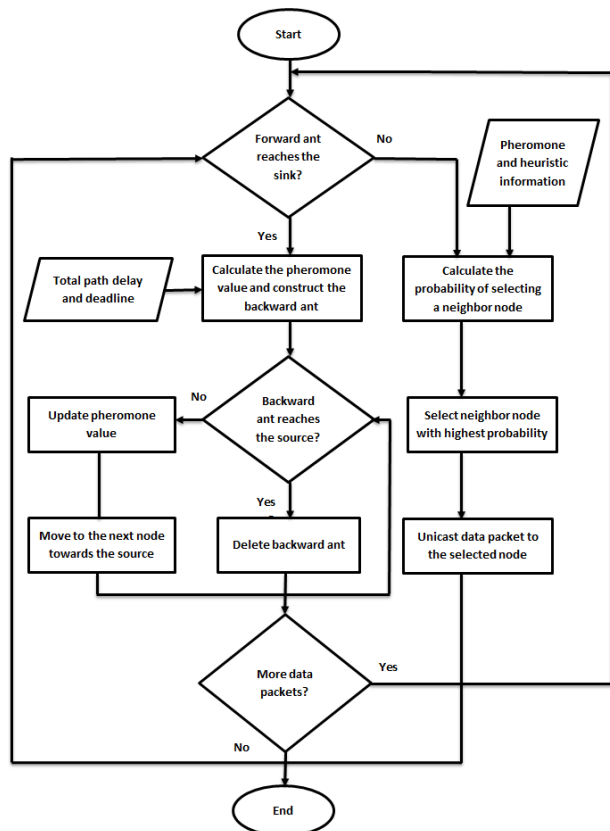 Start
Forward ant
reaches the
sink?
No
Pheromone
and heuristic
information
Yes
Total path delay
and deadline
Calculate the pheromone
value and construct the
backward ant
Calculate the
probability of selecting
a neighbor node
No
Backward
ant reaches
the source?
Update pheromone
value
Select neighbor node
with highest probability
Yes
Move to the next node
towards the source
Delete backward ant
Unicast data packet to
the selected node
More data
packets?
Yes
No
End